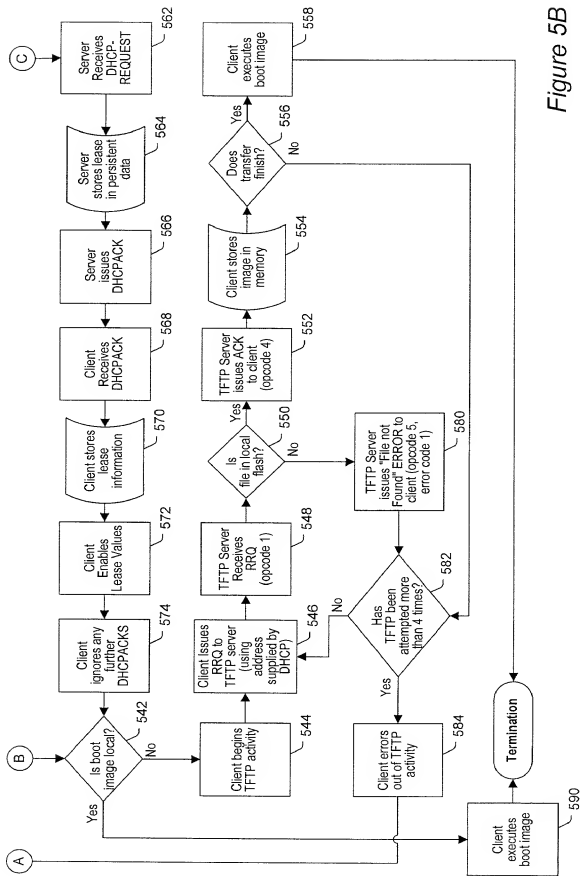 C
Server
Receives
DHCP-
REQUEST
562
Server
stores lease
in persistent
data
564
Server
issues
DHCPACK
566
Client
Receives
DHCPACK
568
Client stores
lease
information
570
Client
Enables
Lease Values
572
Client
ignores any
further
DHCPACKS
574
B
Is boot
image local?
542
Yes
No
A
Client begins
TFTP activity
544
Client Issues
RRQ to
TFTP server
(using
address
supplied by
DHCP)
546
TFTP Server
Receives
RRQ
(opcode 1)
548
Is
file in local
flash?
550
Yes
No
TFTP Server
issues ACK
to client
(opcode 4)
552
Client stores
image in
memory
554
Does
transfer
finish?
556
Yes
No
Client
executes
boot image
558
TFTP Server
issues "File not
Found" ERROR to
client (opcode 5,
error code 1)
580
Has
TFTP been
attempted more
than 4 times?
582
No
Yes
Client errors
out of TFTP
activity
584
Client
executes
boot image
590
Termination
Figure 5B